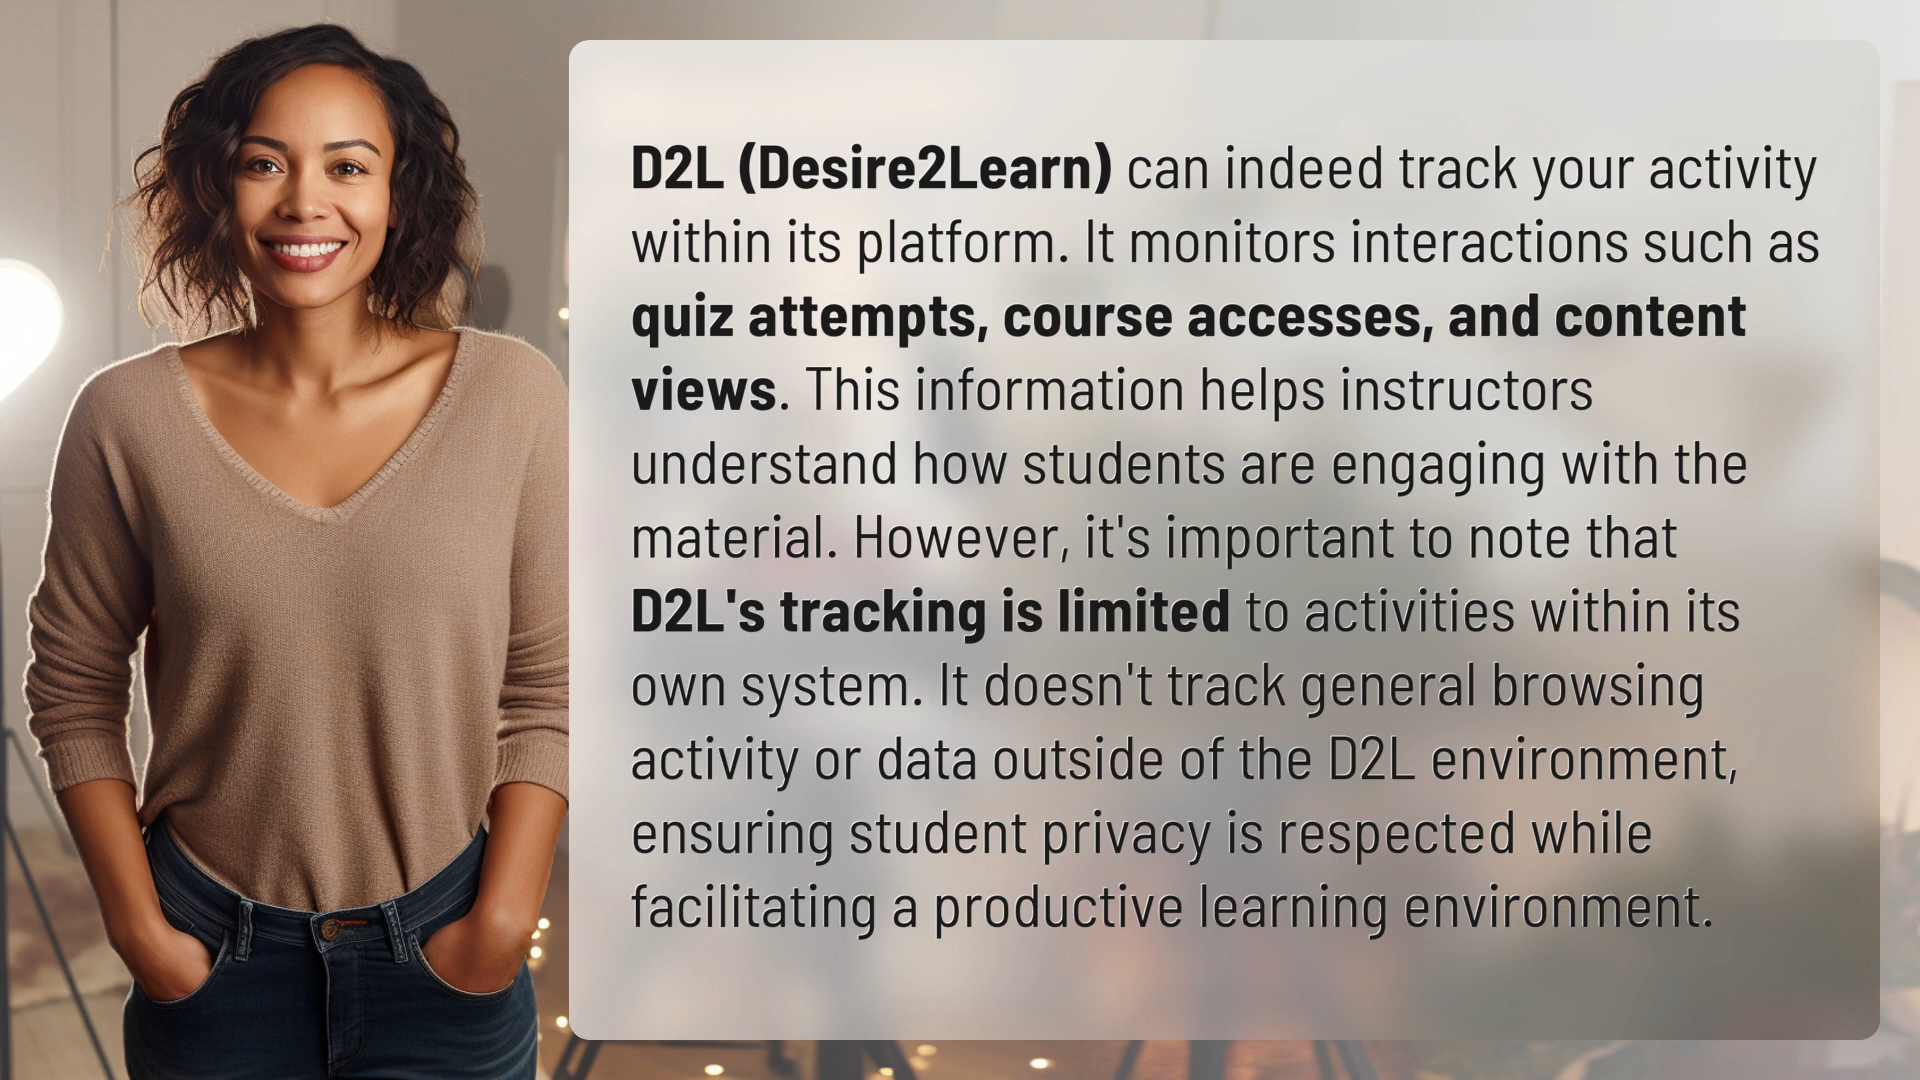 D2L (Desire2Learn) can indeed track your activity
within its platform. It monitors interactions such as
quiz attempts, course accesses, and content
views. This information helps instructors
understand how students are engaging with the
material. However, it's important to note that
D2L's tracking is limited to activities within its
own system. It doesn't track general browsing
activity or data outside of the D2L environment,
ensuring student privacy is respected while
facilitating a productive learning environment.